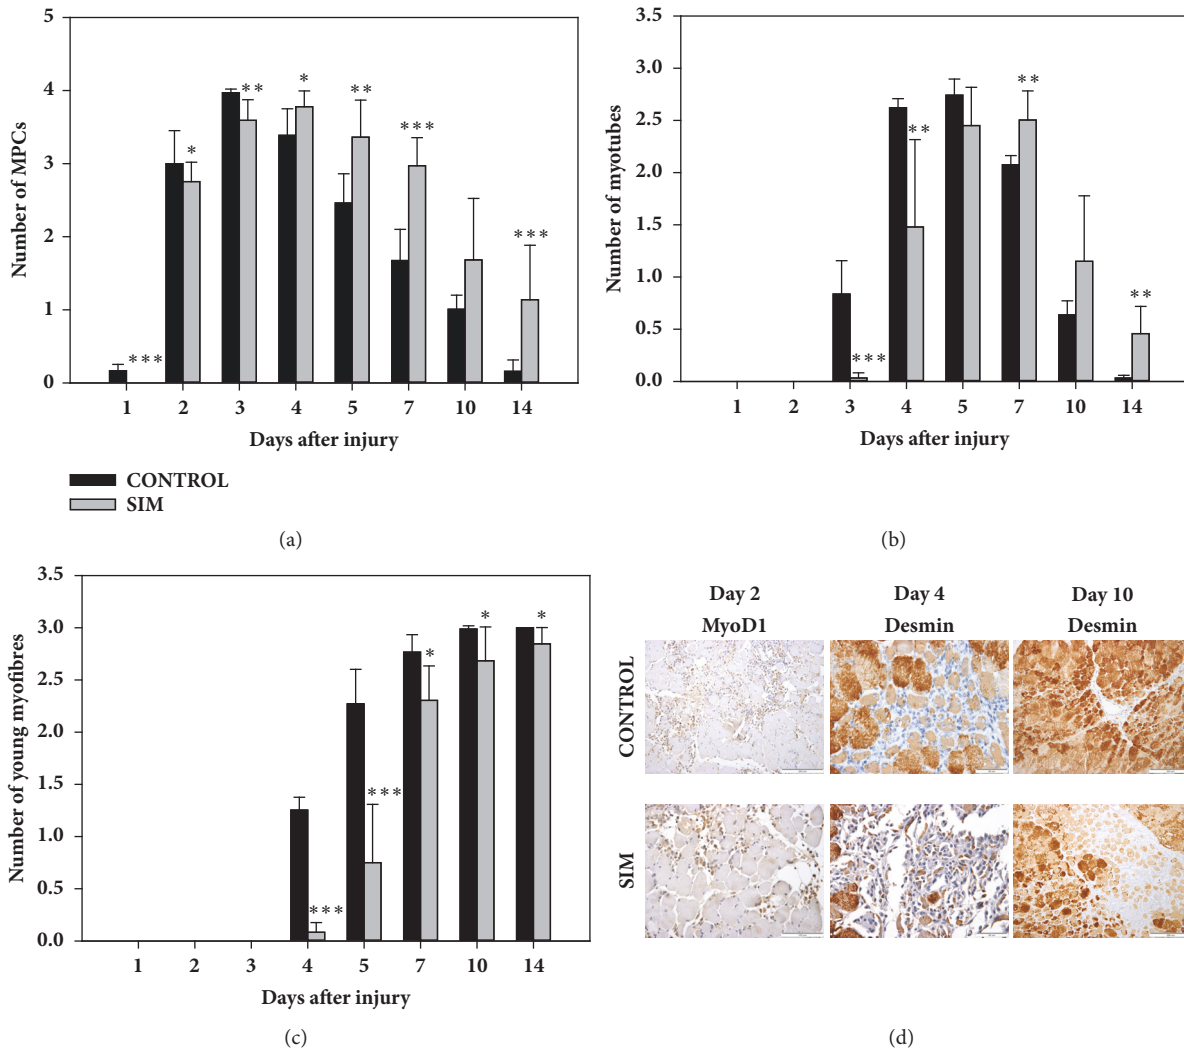 5
4
3
2
1
0
Number of MPCs
***
*
**
*
**
***
***
1 2 3 4 5 7 10 14
Days after injury
CONTROL
SIM
(a)
3.5
3.0
2.5
2.0
1.5
1.0
0.5
0.0
Number of myotubes
***
**
**
**
1 2 3 4 5 7 10 14
Days after injury
(b)
3.5
3.0
2.5
2.0
1.5
1.0
0.5
0.0
Number of young myofibres
***
***
*
*
*
1 2 3 4 5 7 10 14
Days after injury
(c)
Day 2 Day 4 Day 10
MyoD1 Desmin Desmin
CONTROL
SIM
(d)